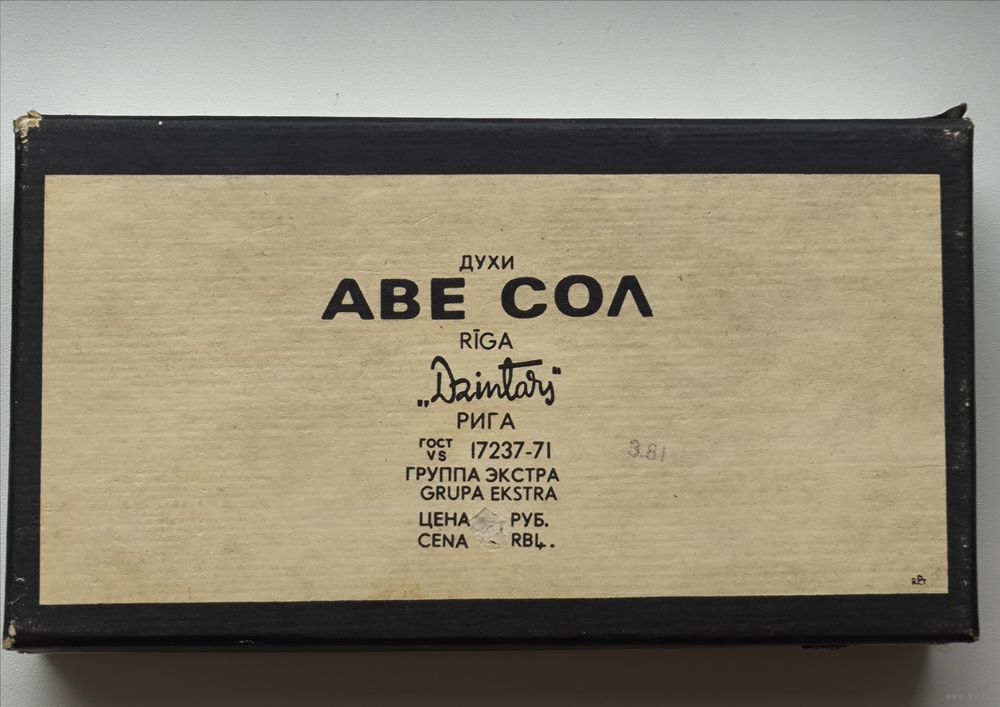 ДУХИ
АВЕ СОЛ
RĪGA
„Dzintars“
РИГА
ГОСТ VS 17237-71
3.81
ГРУППА ЭКСТРА
GRUPA EKSTRA
ЦЕНА РУБ.
CENA RBĻ.